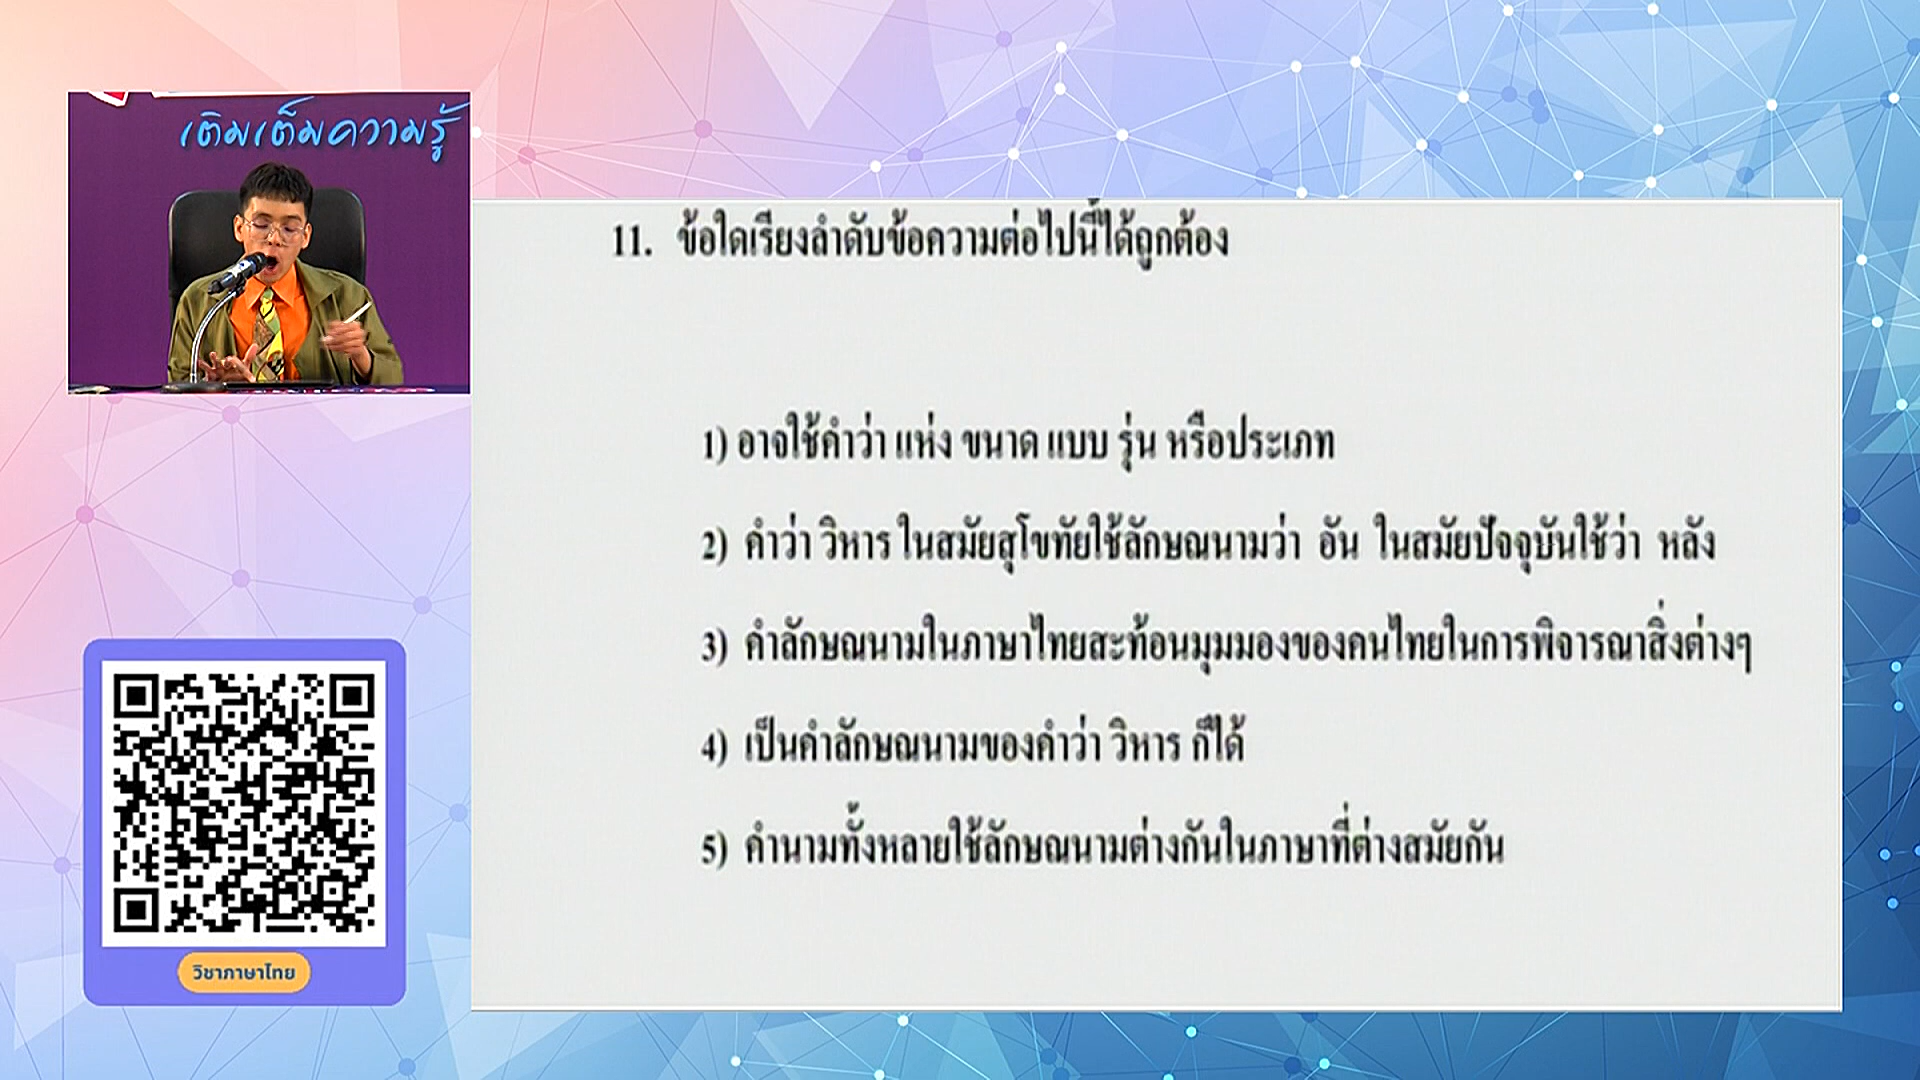 เติมเต็มความรู้
11. ข้อใดเรียงลำดับข้อความต่อไปนี้ได้ถูกต้อง
1) อาจใช้คำว่า แห่ง ขนาด แบบ รุ่น หรือประเภท
2) คำว่า วิหาร ในสมัยสุโขทัยใช้ลักษณนามว่า อัน ในสมัยปัจจุบันใช้ว่า หลัง
3) คำลักษณนามในภาษาไทยสะท้อนมุมมองของคนไทยในการพิจารณาสิ่งต่างๆ
4) เป็นคำลักษณนามของคำว่า วิหาร ก็ได้
5) คำนามทั้งหลายใช้ลักษณนามต่างกันในภาษาที่ต่างสมัยกัน
วิชาภาษาไทย